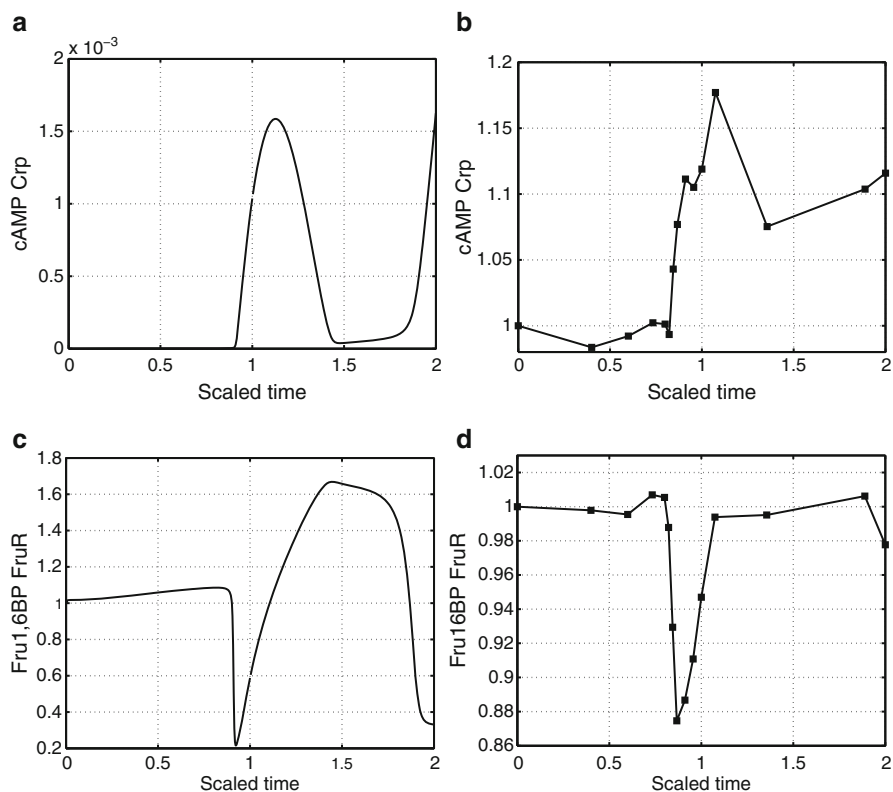 a
x 10⁻³
2
1.5
1
0.5
0
cAMP Crp
0 0.5 1 1.5 2
Scaled time
b
1.2
1.15
1.1
1.05
1
cAMP Crp
0 0.5 1 1.5 2
Scaled time
c
1.8
1.6
1.4
1.2
1
0.8
0.6
0.4
0.2
Fru1,6BP FruR
0 0.5 1 1.5 2
Scaled time
d
1.02
1
0.98
0.96
0.94
0.92
0.9
0.88
0.86
Fru16BP FruR
0 0.5 1 1.5 2
Scaled time